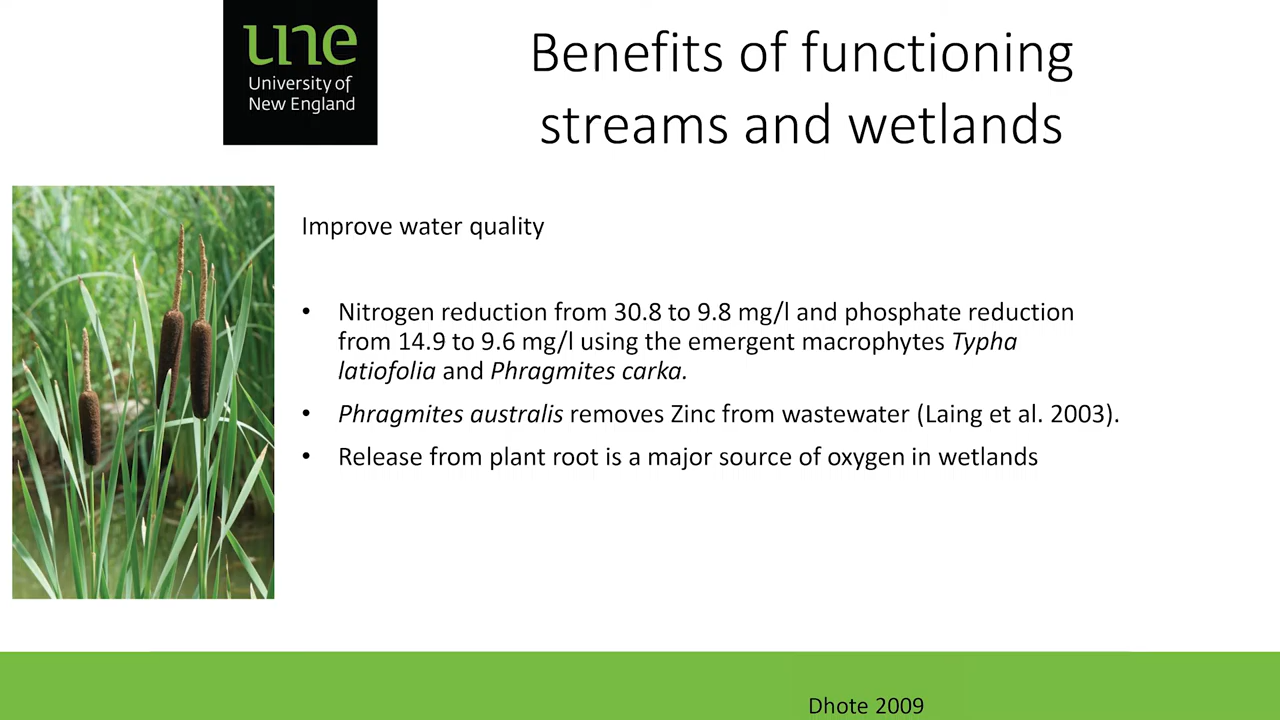 une
University of
New England
Benefits of functioning
streams and wetlands
Improve water quality
• Nitrogen reduction from 30.8 to 9.8 mg/l and phosphate reduction
from 14.9 to 9.6 mg/l using the emergent macrophytes Typha
latiofolia and Phragmites carka.
• Phragmites australis removes Zinc from wastewater (Laing et al. 2003).
• Release from plant root is a major source of oxygen in wetlands
Dhote 2009